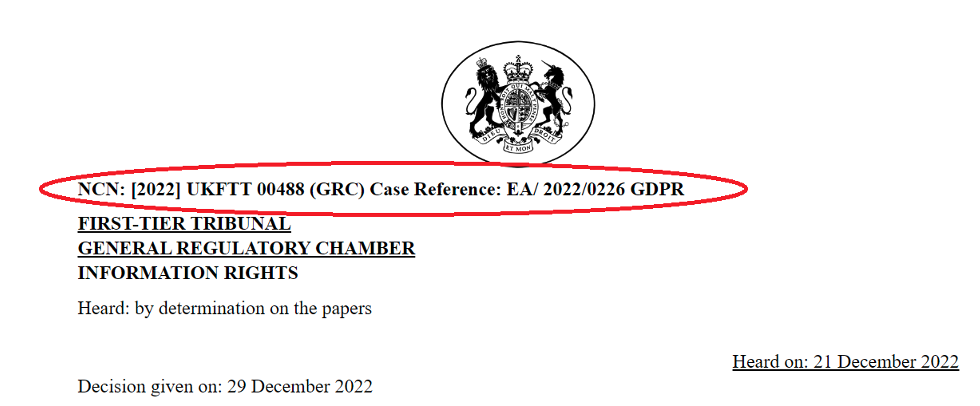 DIEU ET MON DROIT
NCN: [2022] UKFTT 00488 (GRC) Case Reference: EA/ 2022/0226 GDPR
FIRST-TIER TRIBUNAL
GENERAL REGULATORY CHAMBER
INFORMATION RIGHTS
Heard: by determination on the papers
Heard on: 21 December 2022
Decision given on: 29 December 2022